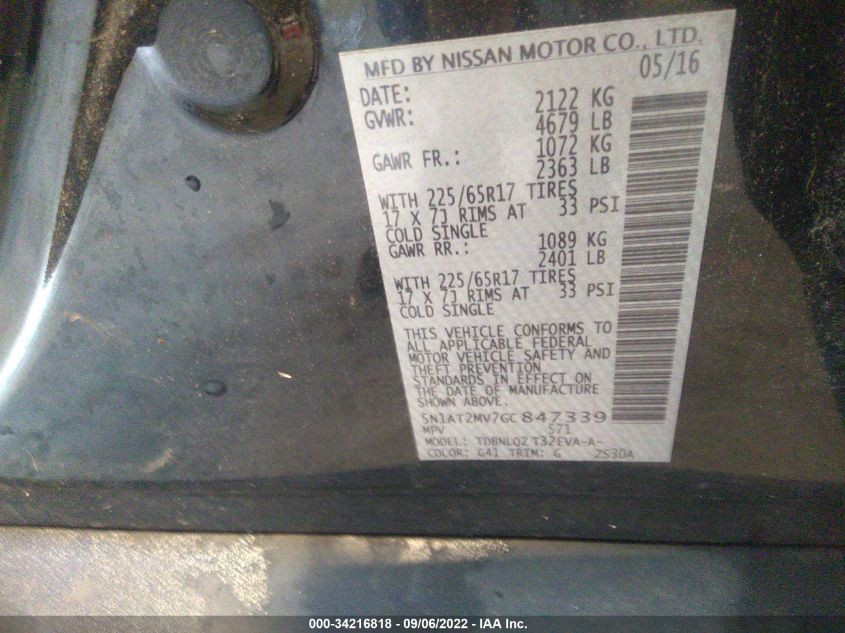 MFD BY NISSAN MOTOR CO., LTD.
DATE: 05/16
GVWR: 2122 KG
4679 LB
GAWR FR.: 1072 KG
2363 LB
WITH 225/65R17 TIRES
17 X 7J RIMS AT 33 PSI
COLD SINGLE
GAWR RR.: 1089 KG
2401 LB
WITH 225/65R17 TIRES
17 X 7J RIMS AT 33 PSI
COLD SINGLE
THIS VEHICLE CONFORMS TO
ALL APPLICABLE FEDERAL
MOTOR VEHICLE SAFETY AND
THEFT PREVENTION
STANDARDS IN EFFECT ON
THE DATE OF MANUFACTURE
SHOWN ABOVE.
5N1AT2MV7GC847339
MPV S71
MODEL: TDBNLQZ T32EVA-A-
COLOR: G41 TRIM: G ZS30A
000-34216818 - 09/06/2022 - IAA Inc.